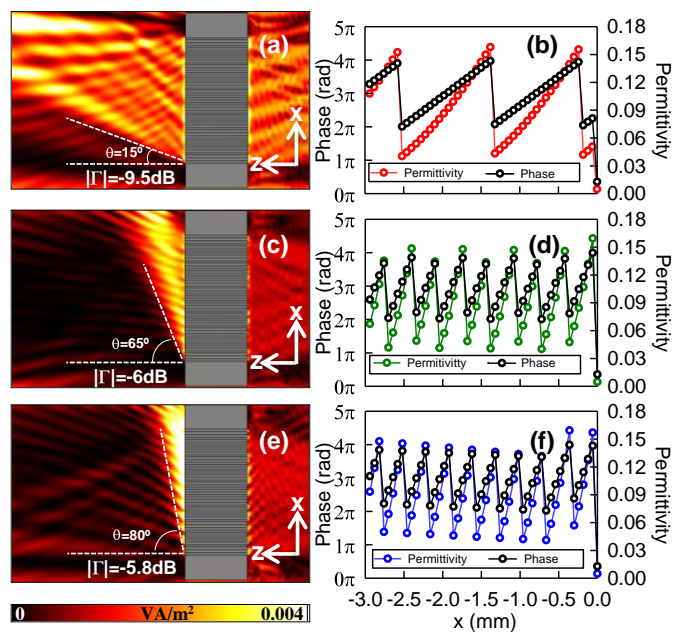 (a)
X
Z
θ=15º
|Γ|=-9.5dB
(b)
Phase (rad)
5π
4π
3π
2π
1π
0π
Permittivity
Phase
0.18
0.15
0.12
0.09
0.06
0.03
0.00
Permittivity
(c)
X
Z
θ=65º
|Γ|=-6dB
(d)
Phase (rad)
5π
4π
3π
2π
1π
0π
Permittivity
Phase
0.18
0.15
0.12
0.09
0.06
0.03
0.00
Permittivity
(e)
X
Z
θ=80º
|Γ|=-5.8dB
(f)
Phase (rad)
5π
4π
3π
2π
1π
0π
Permittivity
Phase
0.18
0.15
0.12
0.09
0.06
0.03
0.00
Permittivity
0 VA/m² 0.004
-3.0 -2.5 -2.0 -1.5 -1.0 -0.5 0.0
x (mm)